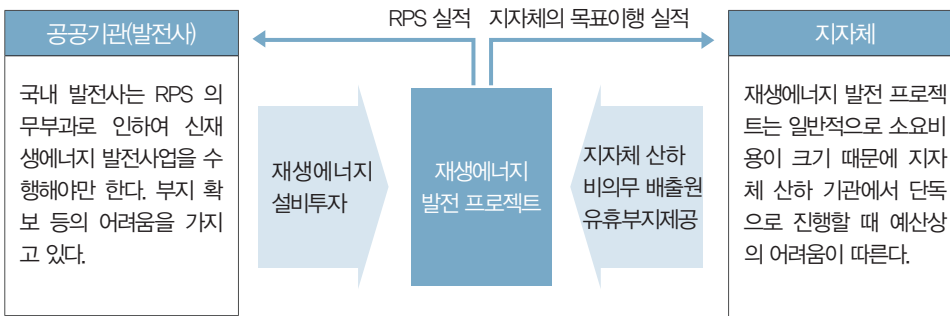 RPS 실적 지자체의 목표이행 실적
공공기관(발전사)
국내 발전사는 RPS 의
무부과로 인하여 신재
생에너지 발전사업을 수
행해야만 한다. 부지 확
보 등의 어려움을 가지
고 있다.
재생에너지
설비투자
재생에너지
발전 프로젝트
지자체 산하
비의무 배출원
유휴부지제공
지자체
재생에너지 발전 프로젝
트는 일반적으로 소요비
용이 크기 때문에 지자
체 산하 기관에서 단독
으로 진행할 때 예산상
의 어려움이 따른다.